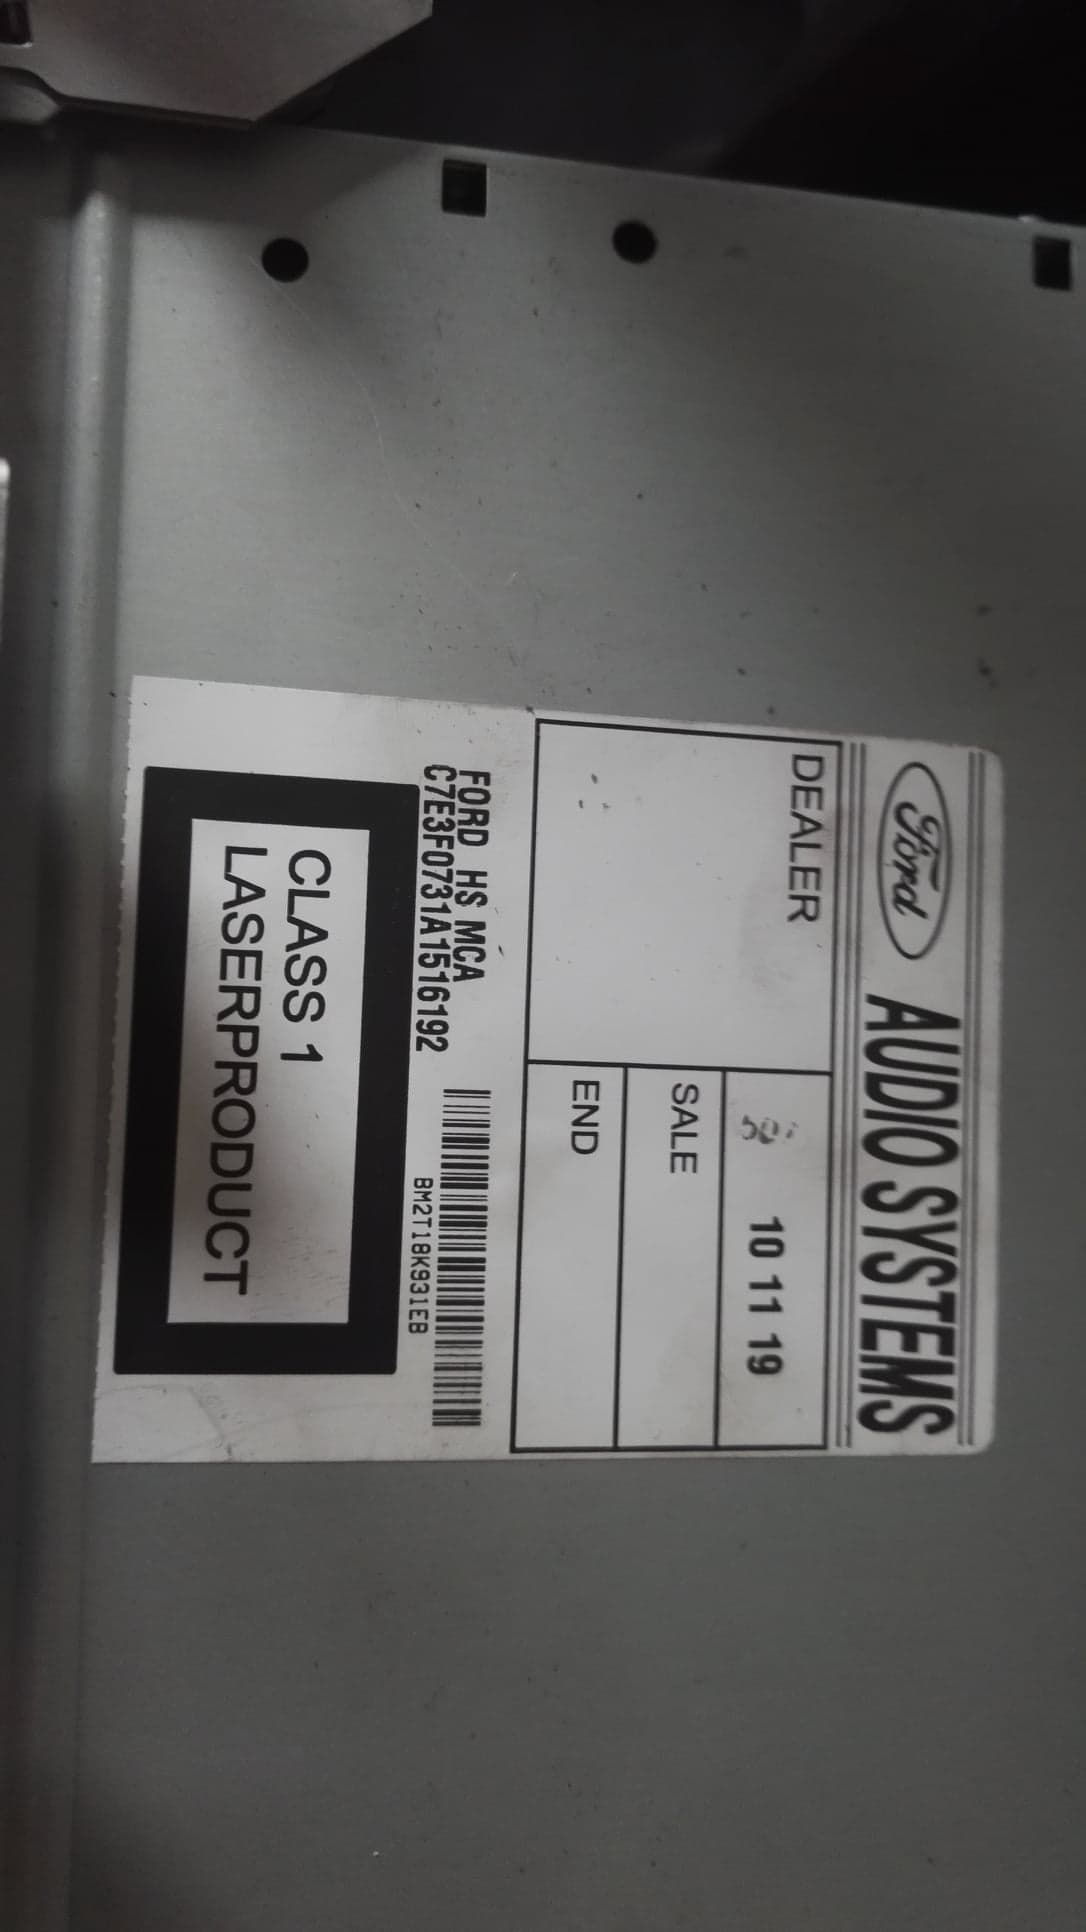 Ford AUDIO SYSTEMS
DEALER
10 11 19
SALE
END
FORD HS MCA
C7E3F0731A1516192
BM2T18K931EB
CLASS 1
LASERPRODUCT